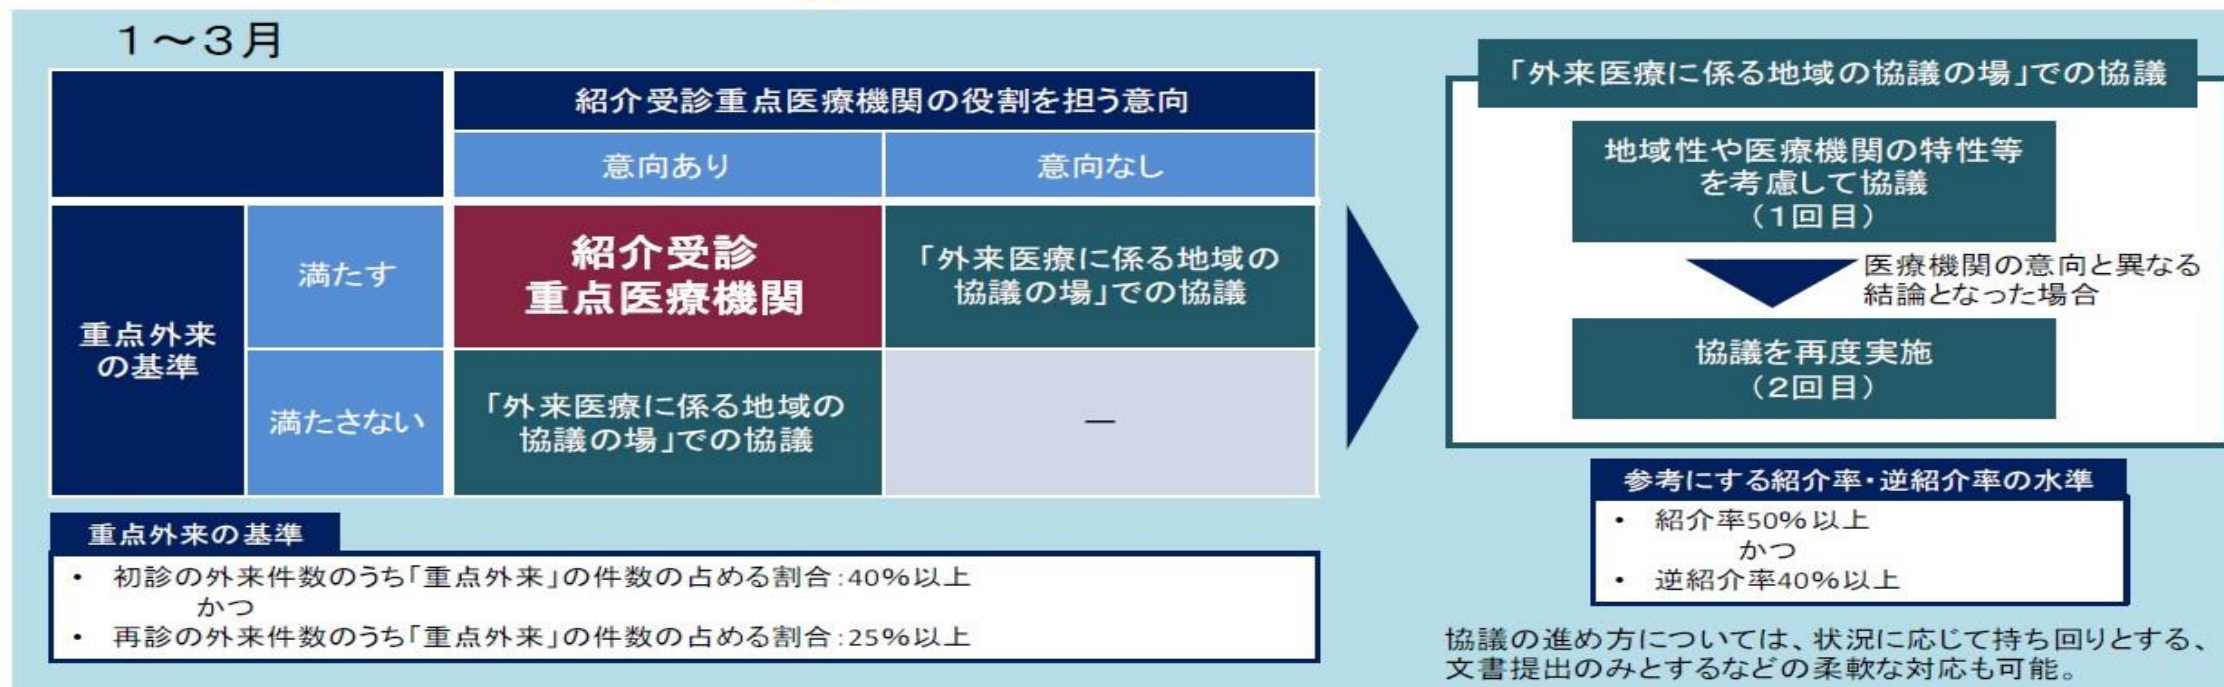 1~3月
紹介受診重点医療機関の役割を担う意向
意向あり
意向なし
重点外来
の基準
満たす
紹介受診
重点医療機関
「外来医療に係る地域の
協議の場」での協議
満たさない
「外来医療に係る地域の
協議の場」での協議
―
重点外来の基準
• 初診の外来件数のうち「重点外来」の件数の占める割合:40%以上
かつ
• 再診の外来件数のうち「重点外来」の件数の占める割合:25%以上
「外来医療に係る地域の協議の場」での協議
地域性や医療機関の特性等
を考慮して協議
(1回目)
医療機関の意向と異なる
結論となった場合
協議を再度実施
(2回目)
参考にする紹介率・逆紹介率の水準
• 紹介率50%以上
かつ
• 逆紹介率40%以上
協議の進め方については、状況に応じて持ち回りとする、
文書提出のみとするなどの柔軟な対応も可能。